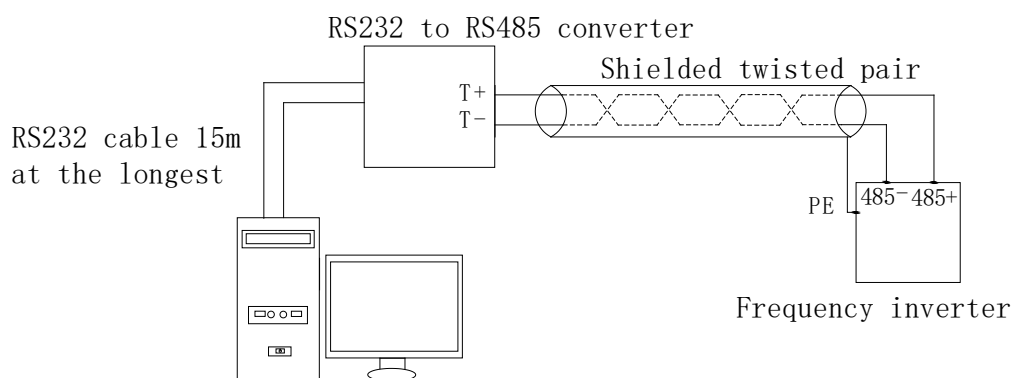 RS232 to RS485 converter
Shielded twisted pair
T+
T-
RS232 cable 15m
at the longest
PE
485- 485+
Frequency inverter